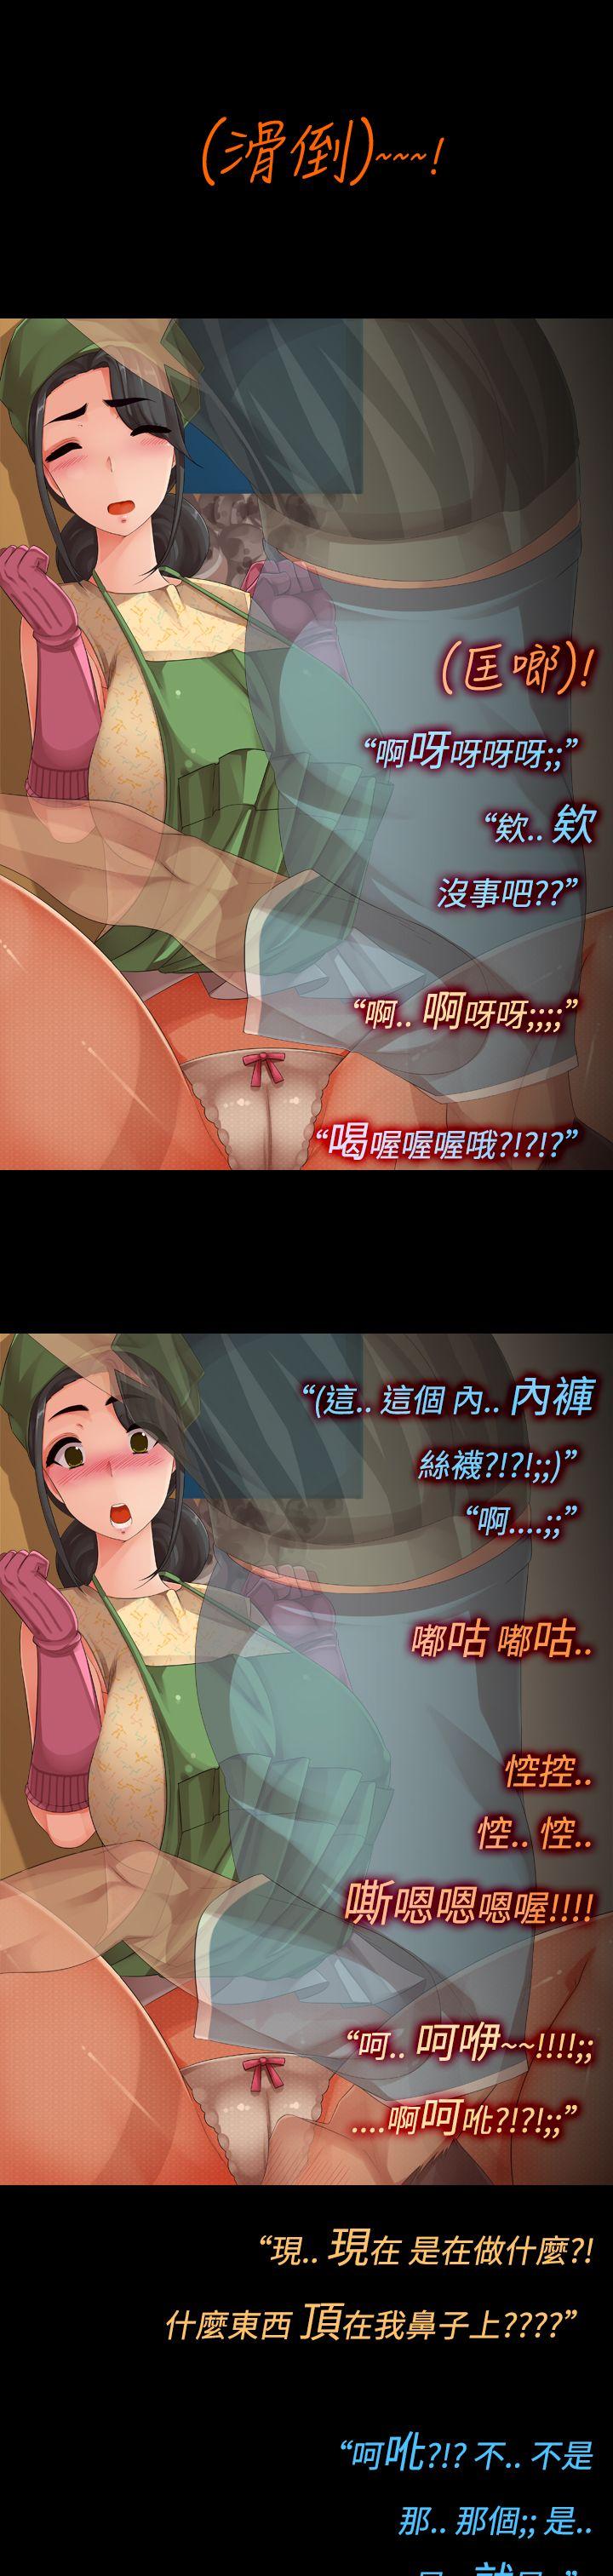 (滑倒)~~~!
(匡啷)!
“啊呀呀呀呀;;”
“欸.. 欸
沒事吧??”
“啊.. 啊呀呀;;;;”
“喝喔喔喔哦?!?!?”
“(這.. 這個 內.. 內褲
絲襪?!?!;;)”
“啊....;;”
嘟咕 嘟咕..
悾控..
悾.. 悾..
嘶嗯嗯嗯喔!!!!
“呵.. 呵咿~~!!!!;;
....啊呵吪?!?!;;”
“現.. 現在 是在做什麼?!
什麼東西 頂在我鼻子上????”
“呵吪?!? 不.. 不是
那.. 那個;; 是..